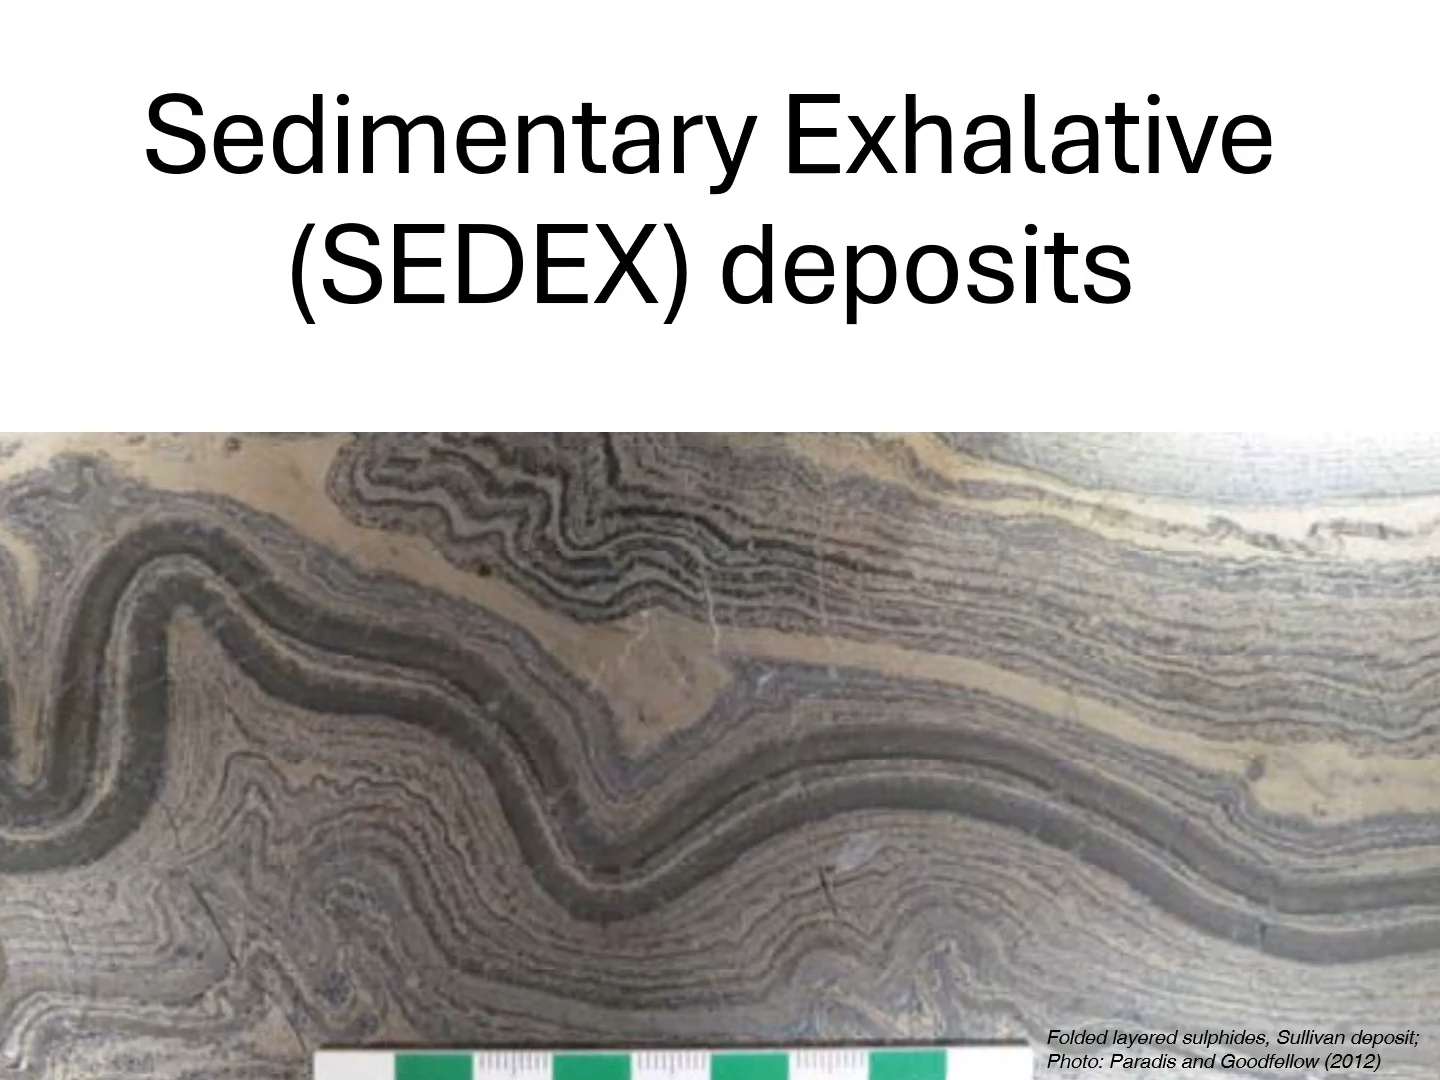 Sedimentary Exhalative
(SEDEX) deposits
Folded layered sulphides, Sullivan deposit;
Photo: Paradis and Goodfellow (2012)